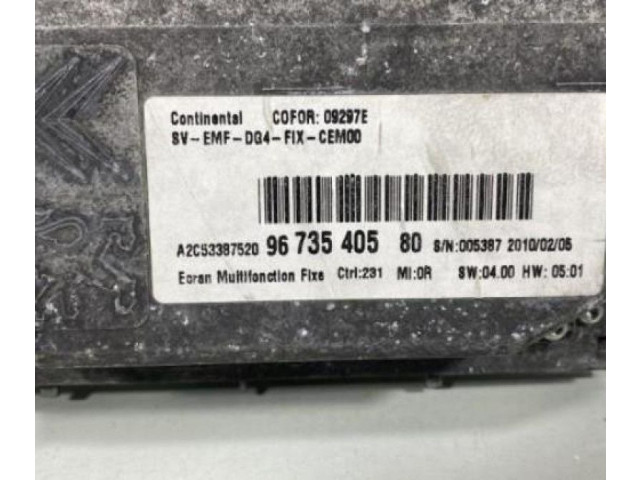 Continental COFOR: 09297E
SV-EMF-DG4-FIX-CEM00
A2C53387520 96 735 405 80 S/N:005387 2010/02/05
Ecran Multifonction Fixe Ctrl:231 MI:0R SW:04.00 HW: 05:01